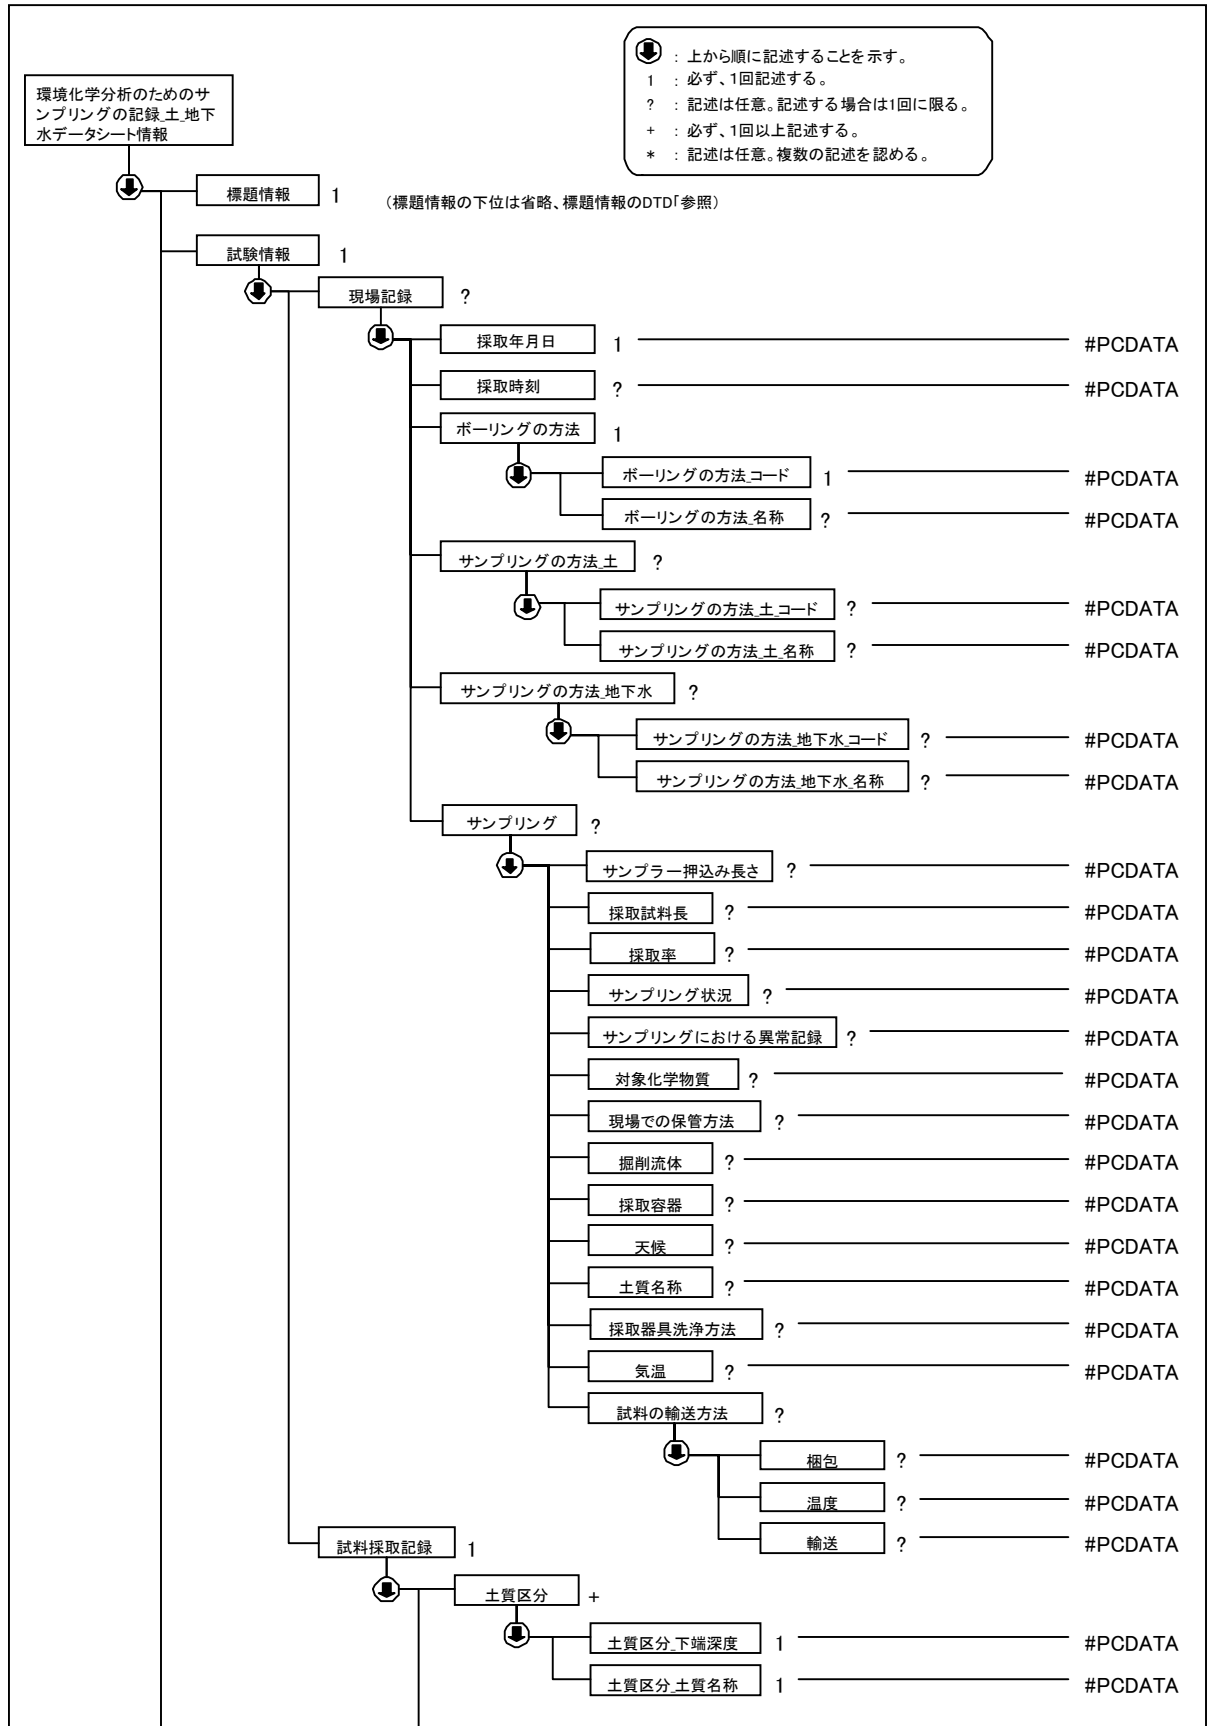 : 上から順に記述することを示す。
1 : 必ず、1回記述する。
? : 記述は任意。記述する場合は1回に限る。
+ : 必ず、1回以上記述する。
* : 記述は任意。複数の記述を認める。
環境化学分析のためのサ
ンプリングの記録_土_地下
水データシート情報
標題情報 1 (標題情報の下位は省略、標題情報のDTD「参照)
試験情報 1
現場記録 ?
採取年月日 1 #PCDATA
採取時刻 ? #PCDATA
ボーリングの方法 1
ボーリングの方法_コード 1 #PCDATA
ボーリングの方法_名称 ? #PCDATA
サンプリングの方法_土 ?
サンプリングの方法_土_コード ? #PCDATA
サンプリングの方法_土_名称 ? #PCDATA
サンプリングの方法_地下水 ?
サンプリングの方法_地下水_コード ? #PCDATA
サンプリングの方法_地下水_名称 ? #PCDATA
サンプリング ?
サンプラー押込み長さ ? #PCDATA
採取試料長 ? #PCDATA
採取率 ? #PCDATA
サンプリング状況 ? #PCDATA
サンプリングにおける異常記録 ? #PCDATA
対象化学物質 ? #PCDATA
現場での保管方法 ? #PCDATA
掘削流体 ? #PCDATA
採取容器 ? #PCDATA
天候 ? #PCDATA
土質名称 ? #PCDATA
採取器具洗浄方法 ? #PCDATA
気温 ? #PCDATA
試料の輸送方法 ?
梱包 ? #PCDATA
温度 ? #PCDATA
輸送 ? #PCDATA
試料採取記録 1
土質区分 +
土質区分_下端深度 1 #PCDATA
土質区分_土質名称 1 #PCDATA